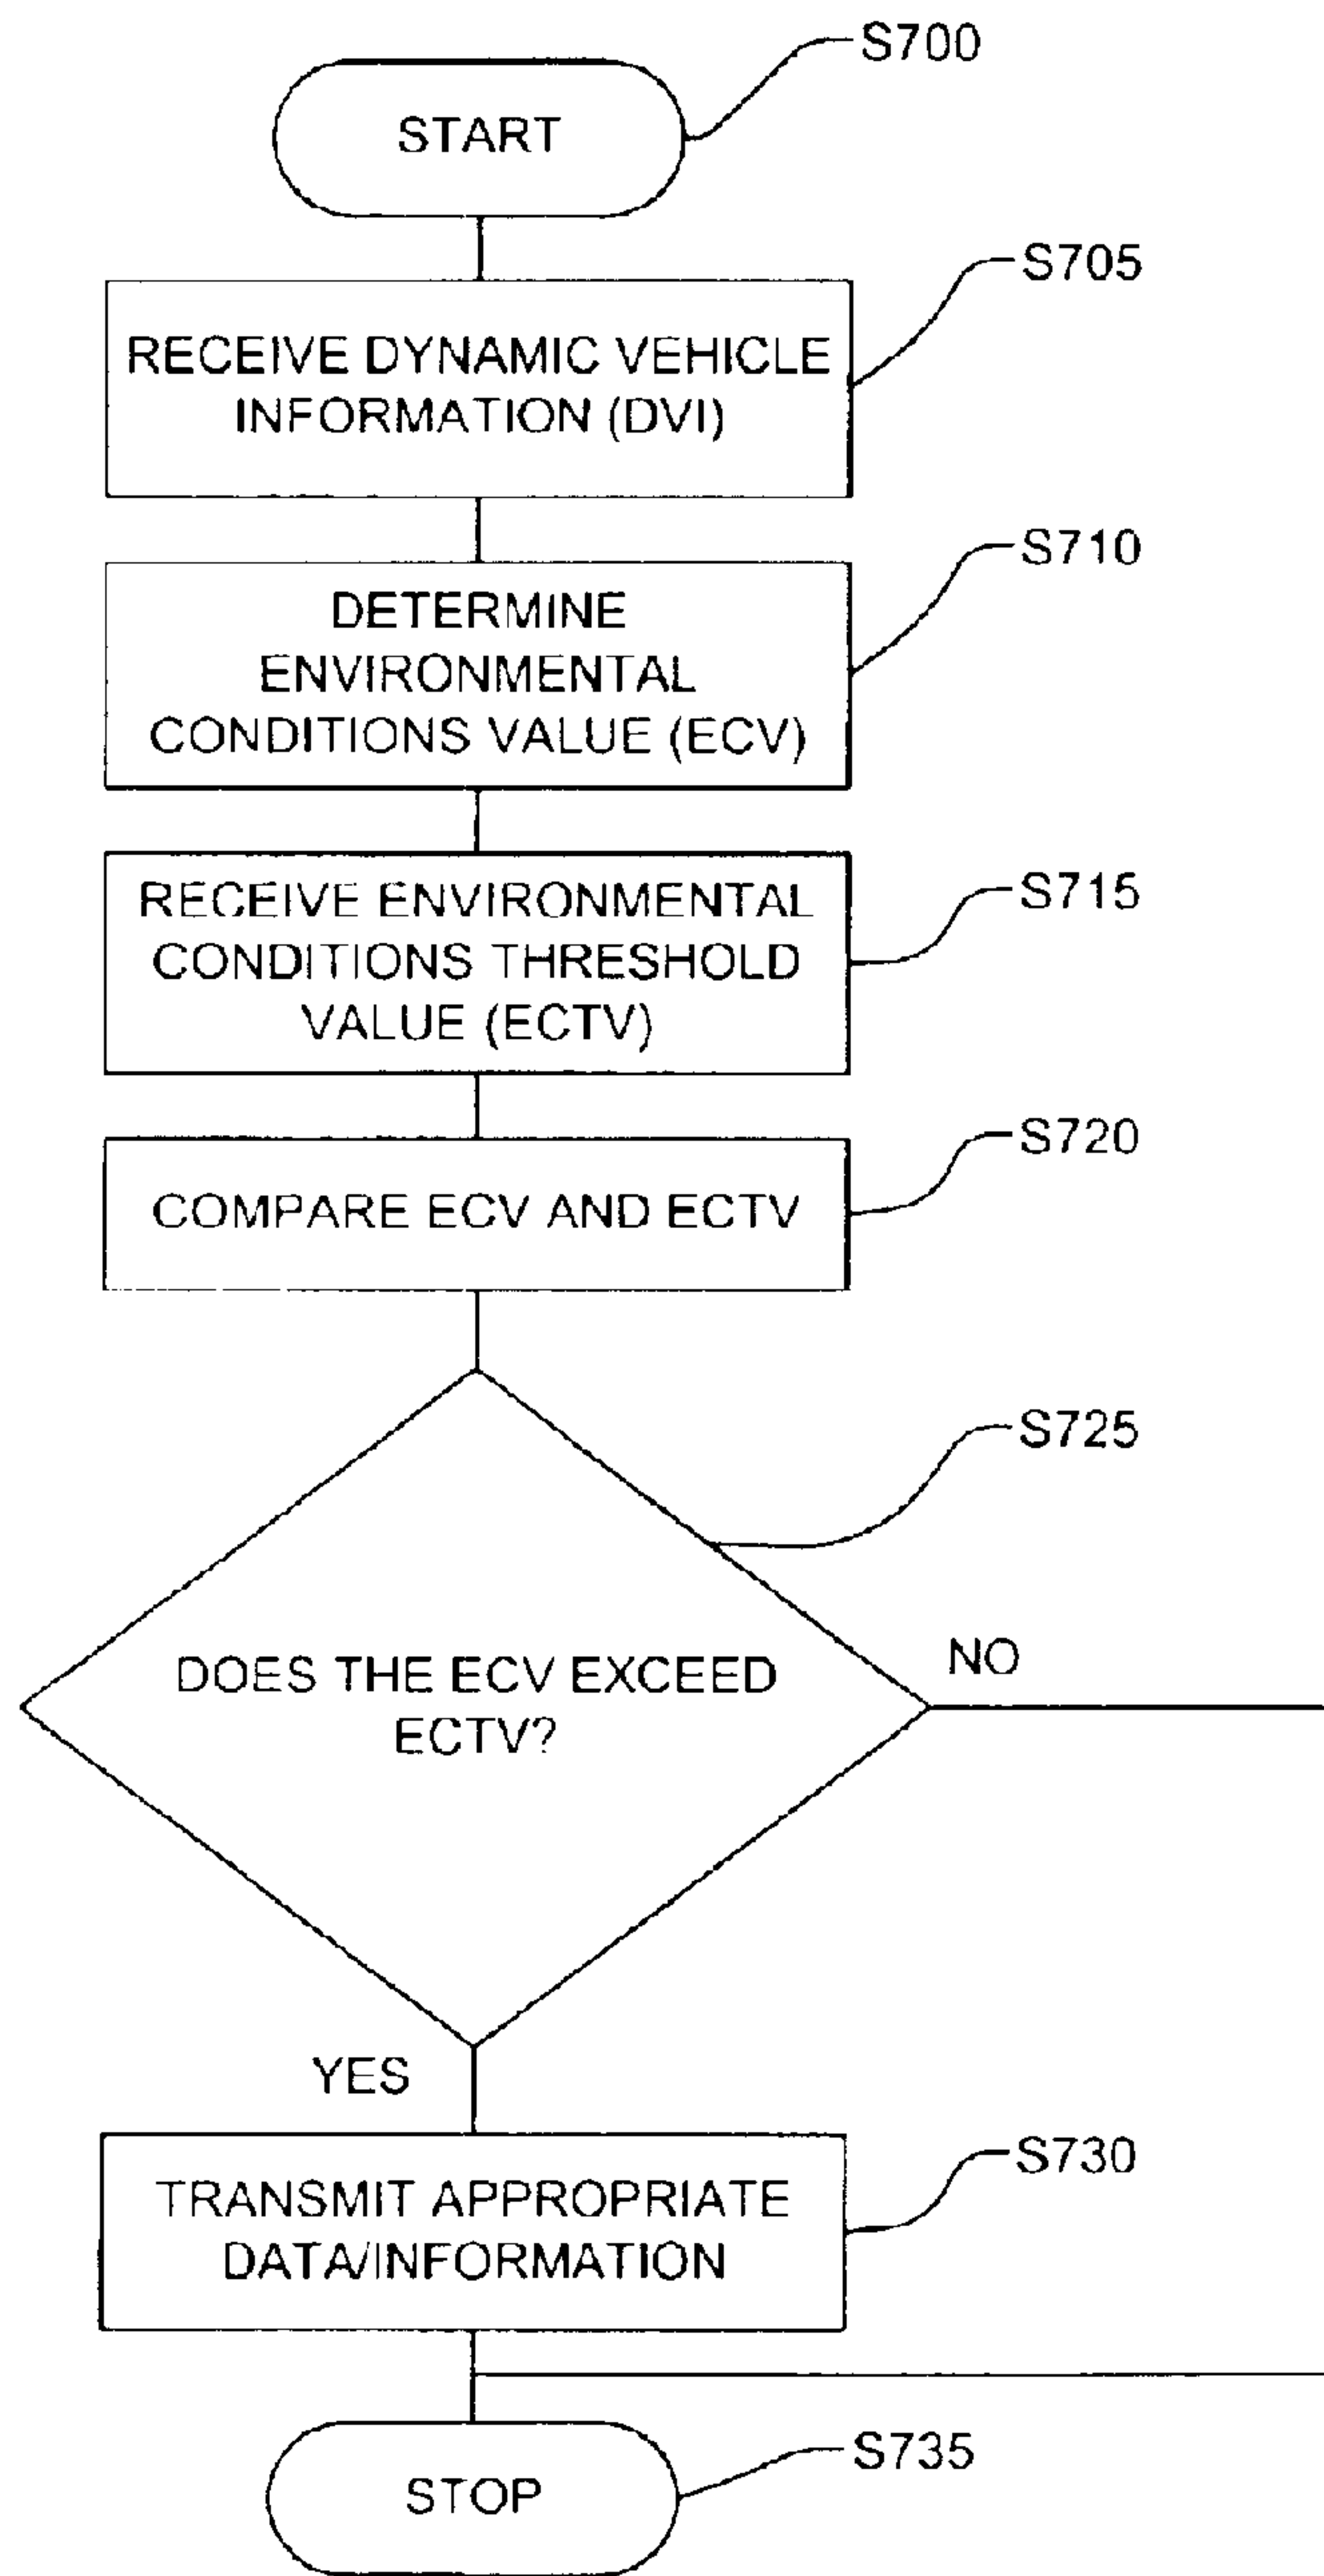 S700
START
S705
RECEIVE DYNAMIC VEHICLE
INFORMATION (DVI)
S710
DETERMINE
ENVIRONMENTAL
CONDITIONS VALUE (ECV)
S715
RECEIVE ENVIRONMENTAL
CONDITIONS THRESHOLD
VALUE (ECTV)
S720
COMPARE ECV AND ECTV
S725
DOES THE ECV EXCEED
ECTV?
NO
YES
S730
TRANSMIT APPROPRIATE
DATA/INFORMATION
S735
STOP